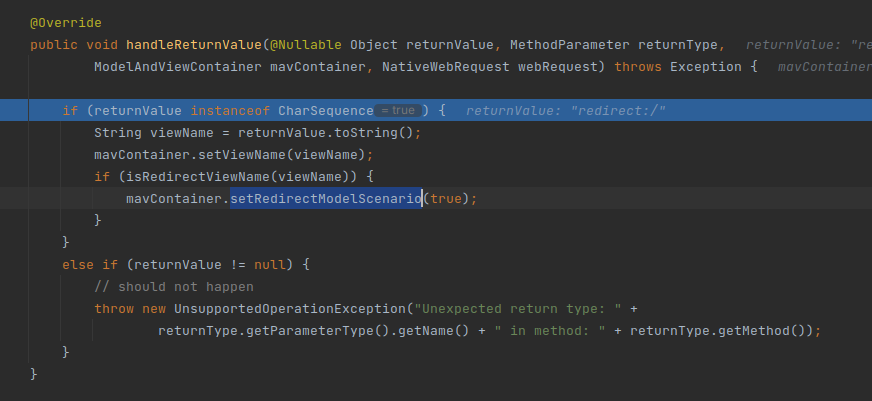 @Override
public void handleReturnValue(@Nullable Object returnValue, MethodParameter returnType,   returnValue: "re
        ModelAndViewContainer mavContainer, NativeWebRequest webRequest) throws Exception {   mavContainer
    if (returnValue instanceof CharSequence = true ) {   returnValue: "redirect:/"
        String viewName = returnValue.toString();
        mavContainer.setViewName(viewName);
        if (isRedirectViewName(viewName)) {
            mavContainer.setRedirectModelScenario(true);
        }
    }
    else if (returnValue != null) {
        // should not happen
        throw new UnsupportedOperationException("Unexpected return type: " +
                returnType.getParameterType().getName() + " in method: " + returnType.getMethod());
    }
}